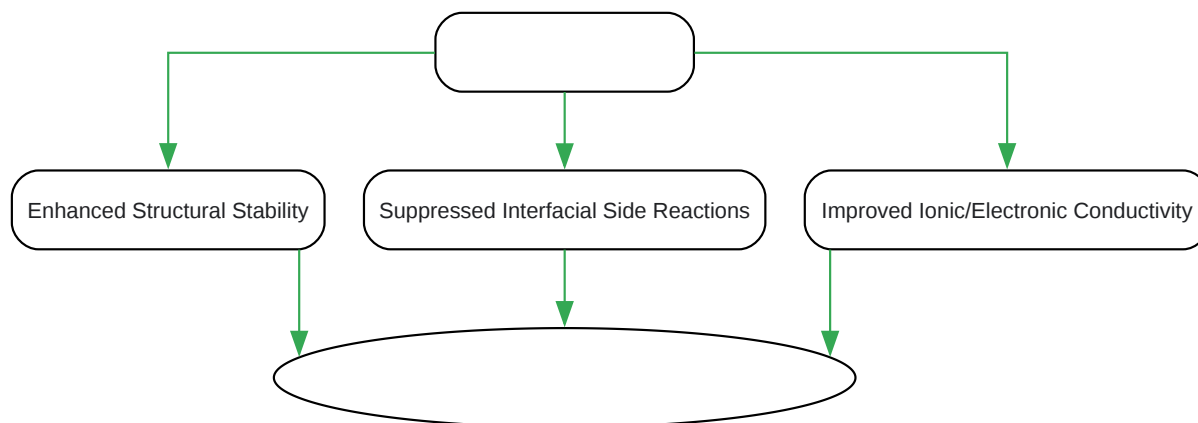 Enhanced Structural Stability
Suppressed Interfacial Side Reactions
Improved Ionic/Electronic Conductivity